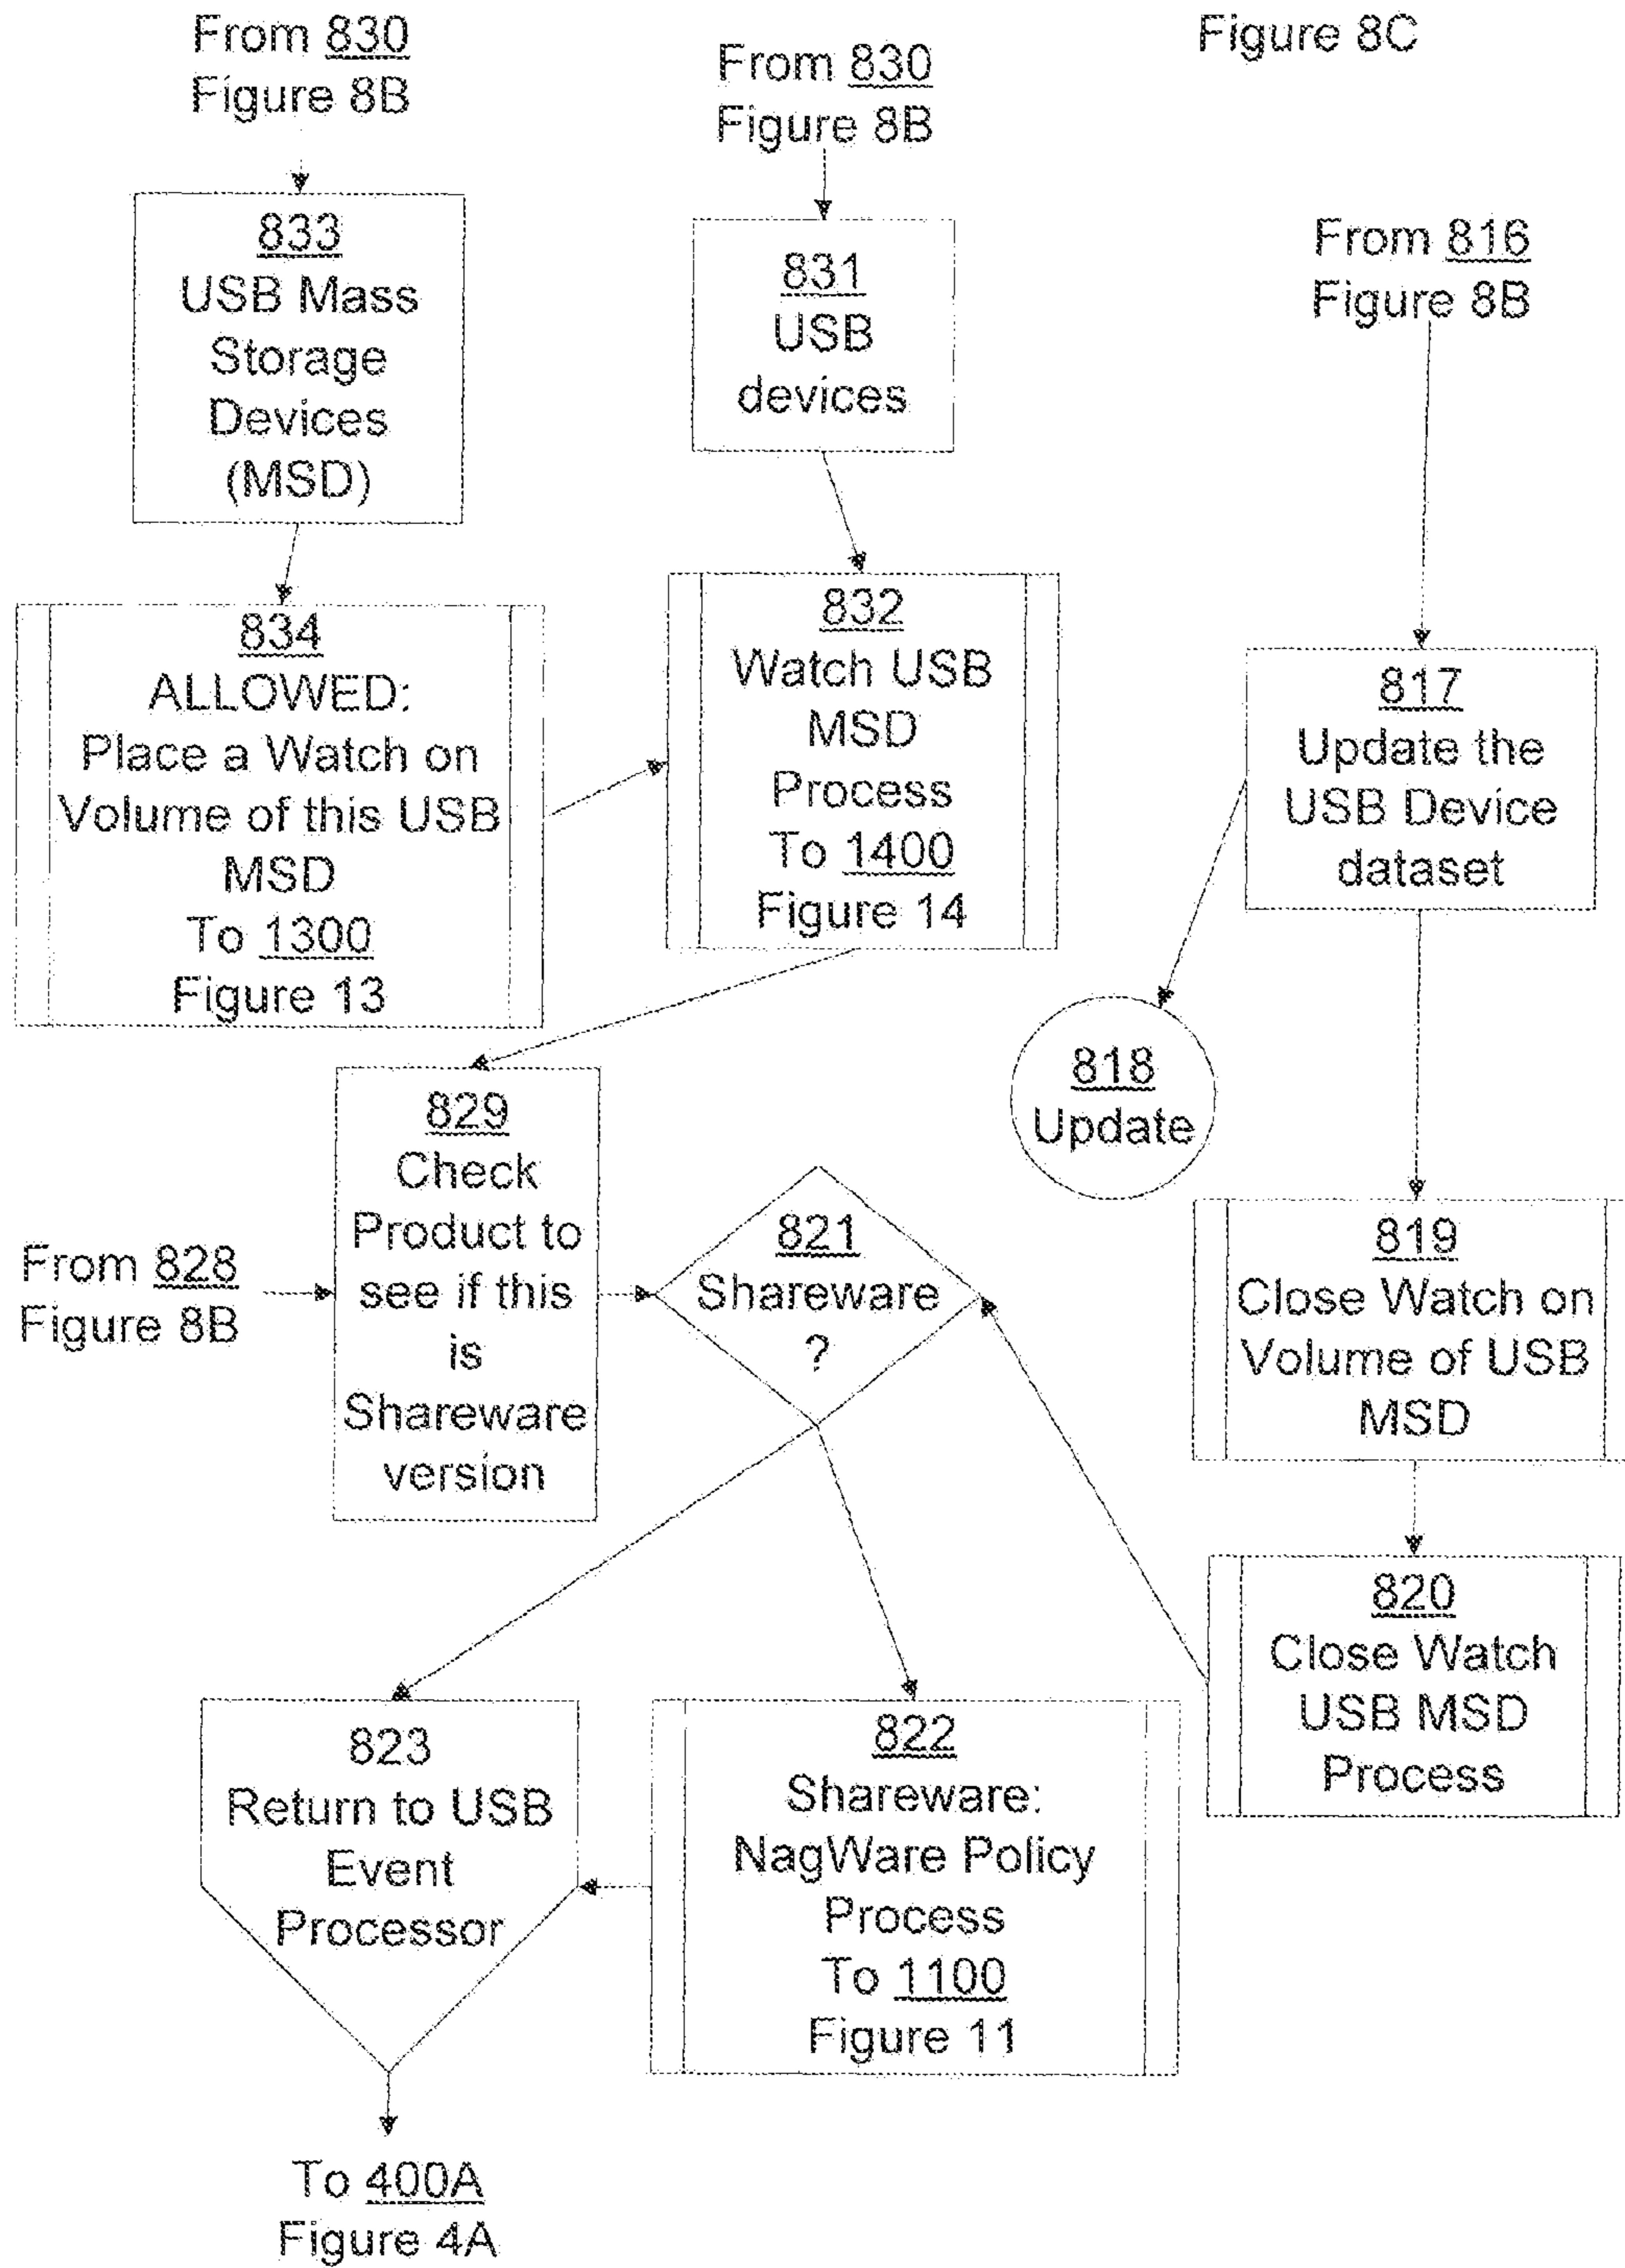 Figure 8C
From 830
Figure 8B
From 830
Figure 8B
From 816
Figure 8B
833
USB Mass
Storage
Devices
(MSD)
831
USB
devices
834
ALLOWED:
Place a Watch on
Volume of this USB
MSD
To 1300
Figure 13
832
Watch USB
MSD
Process
To 1400
Figure 14
817
Update the
USB Device
dataset
818
Update
829
Check
Product to
see if this
is
Shareware
version
From 828
Figure 8B
821
Shareware
?
819
Close Watch on
Volume of USB
MSD
820
Close Watch
USB MSD
Process
823
Return to USB
Event
Processor
822
Shareware:
NagWare Policy
Process
To 1100
Figure 11
To 400A
Figure 4A